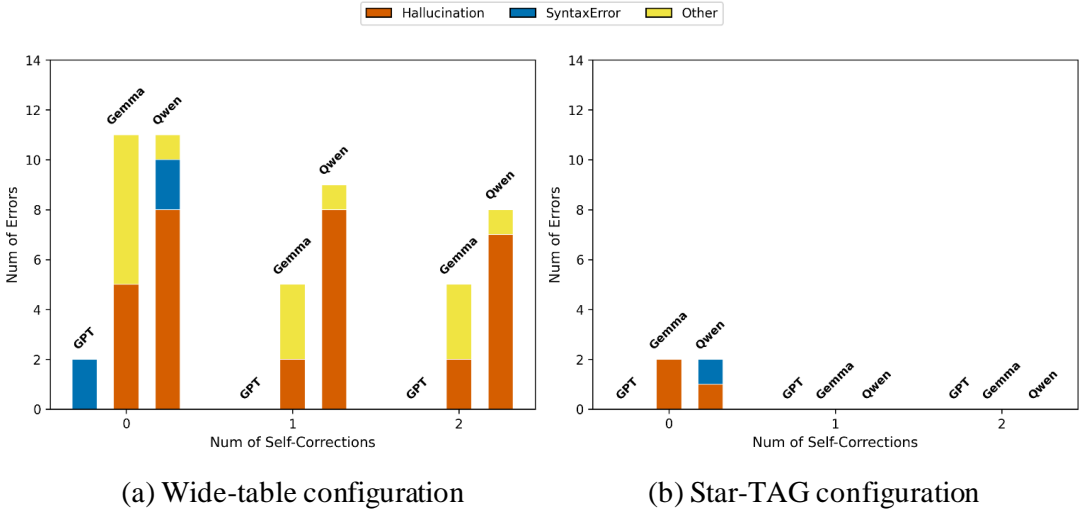 Hallucination SyntaxError Other
14
12
10
8
6
4
2
0
Num of Errors
GPT
Gemma
Qwen
GPT
Gemma
Qwen
GPT
Gemma
Qwen
0 1 2
Num of Self-Corrections
(a) Wide-table configuration
14
12
10
8
6
4
2
0
Num of Errors
GPT
Gemma
Qwen
GPT
Gemma
Qwen
GPT
Gemma
Qwen
0 1 2
Num of Self-Corrections
(b) Star-TAG configuration